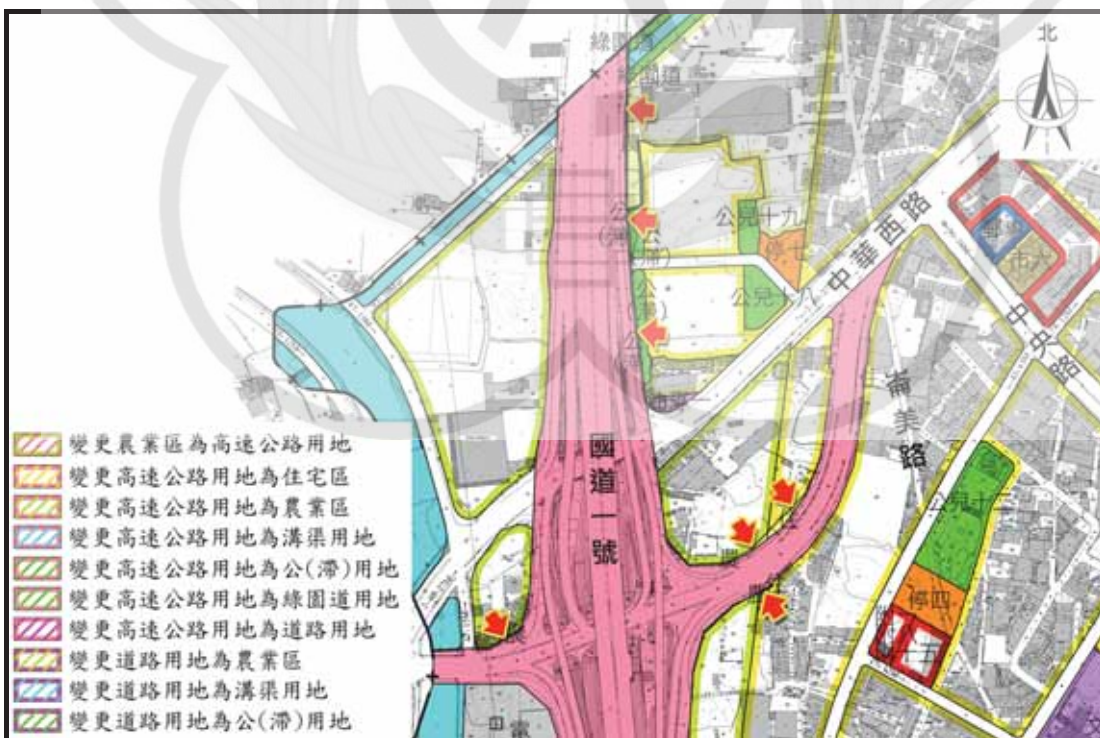 北
綠園道
公兒十九
停七
公兒十八
中華西路
市六
中央路
崙美路
國道一號
公兒十二
停四
變更農業區為高速公路用地
變更高速公路用地為住宅區
變更高速公路用地為農業區
變更高速公路用地為溝渠用地
變更高速公路用地為公(滯)用地
變更高速公路用地為綠園道用地
變更高速公路用地為道路用地
變更道路用地為農業區
變更道路用地為溝渠用地
變更道路用地為公(滯)用地